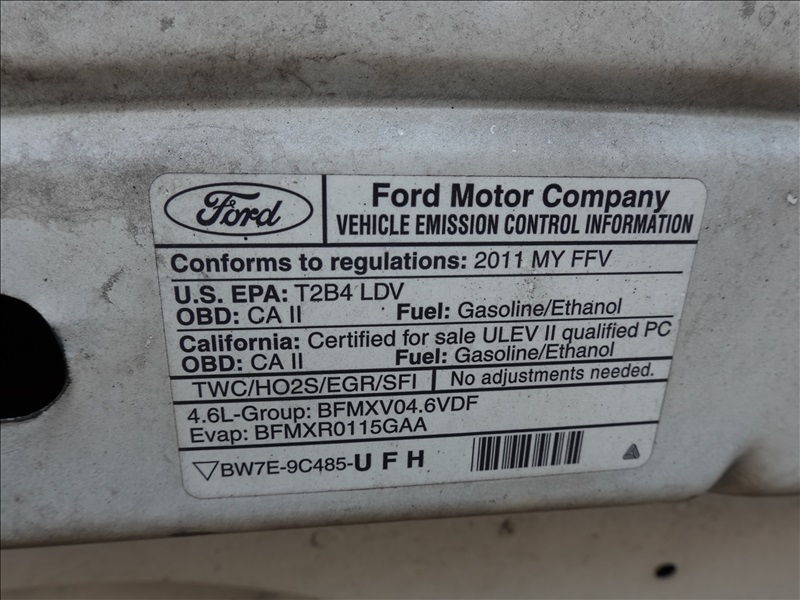 Ford
Ford Motor Company
VEHICLE EMISSION CONTROL INFORMATION
Conforms to regulations: 2011 MY FFV
U.S. EPA: T2B4 LDV
OBD: CA II Fuel: Gasoline/Ethanol
California: Certified for sale ULEV II qualified PC
OBD: CA II Fuel: Gasoline/Ethanol
TWC/HO2S/EGR/SFI No adjustments needed.
4.6L-Group: BFMXV04.6VDF
Evap: BFMXR0115GAA
BW7E-9C485-U F H